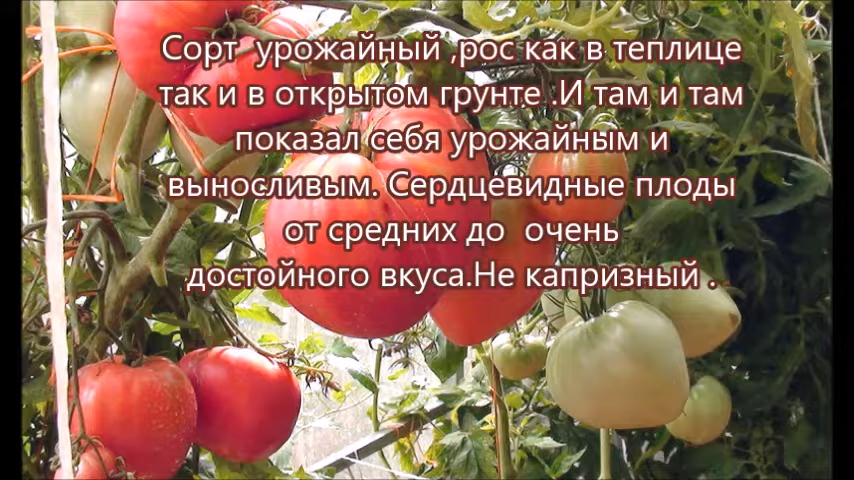 Сорт  урожайный ,рос как в теплице
так и в открытом грунте .И там и там
показал себя урожайным и
выносливым. Сердцевидные плоды
от средних до  очень
достойного вкуса.Не капризный .